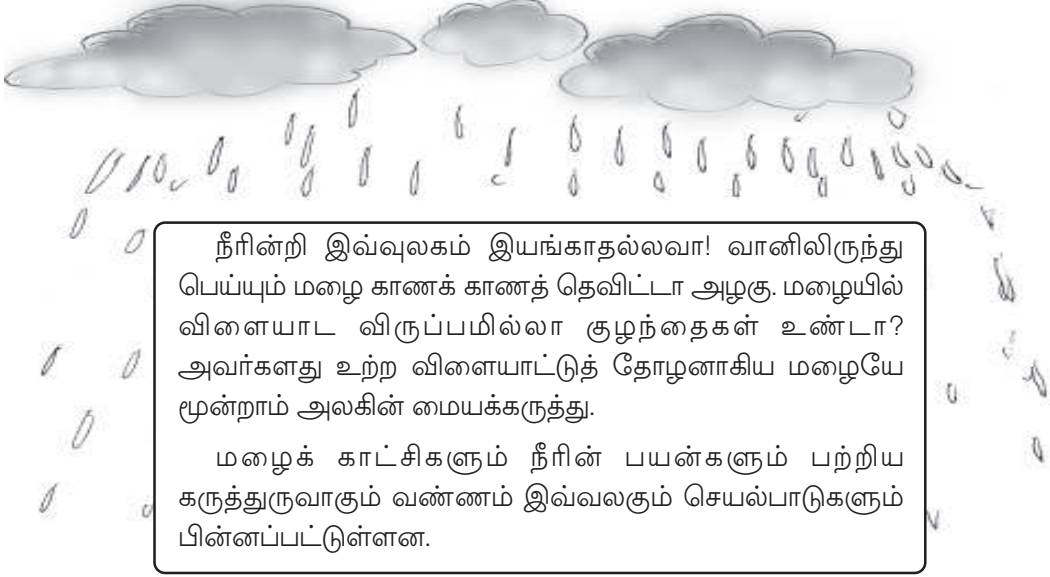 நீரின்றி இவ்வுலகம் இயங்காதல்லவா! வானிலிருந்து
பெய்யும் மழை காணக் காணத் தெவிட்டா அழகு. மழையில்
விளையாட விருப்பமில்லா குழந்தைகள் உண்டா?
அவர்களது உற்ற விளையாட்டுத் தோழனாகிய மழையே
மூன்றாம் அலகின் மையக்கருத்து.
மழைக் காட்சிகளும் நீரின் பயன்களும் பற்றிய
கருத்துருவாகும் வண்ணம் இவ்வலகும் செயல்பாடுகளும்
பின்னப்பட்டுள்ளன.